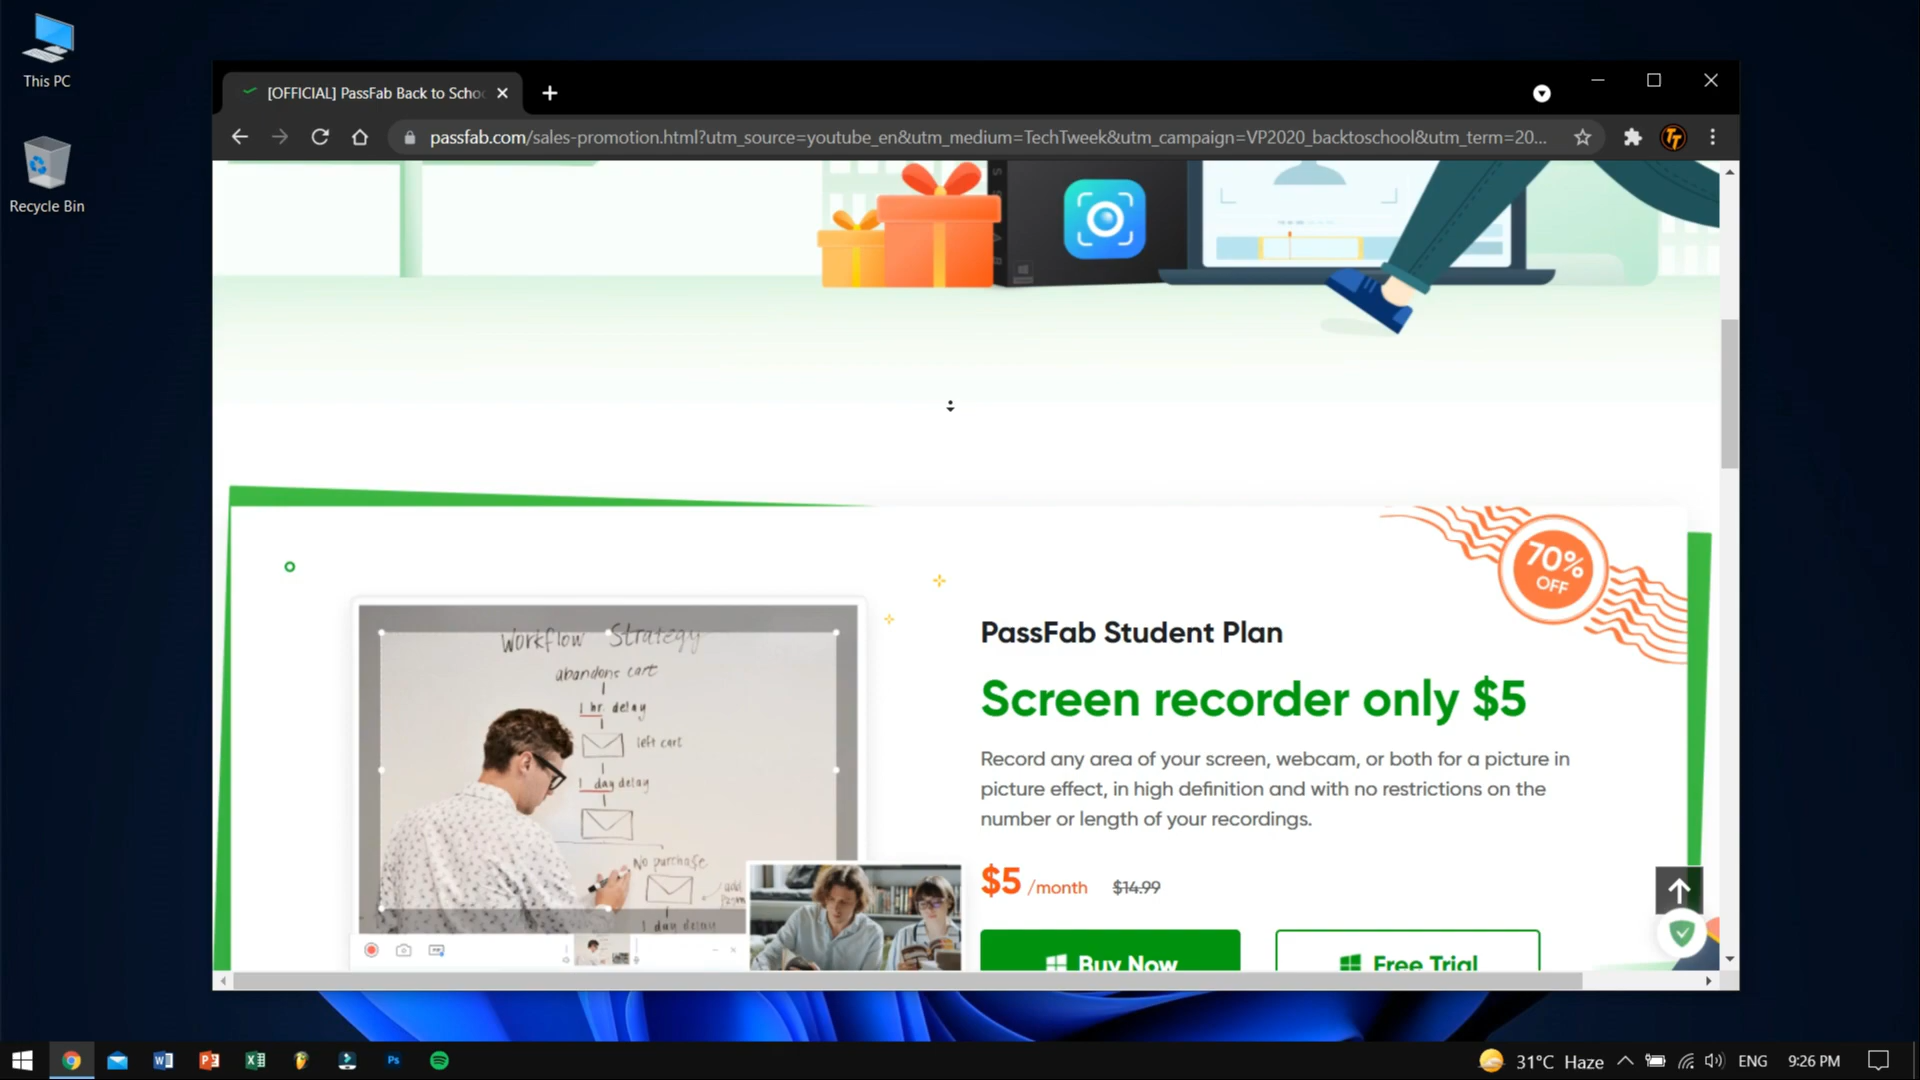 This PC
Recycle Bin
[OFFICIAL] PassFab Back to Schoo
passfab.com/sales-promotion.html?utm_source=youtube_en&utm_medium=TechTweek&utm_campaign=VP2020_backtoschool&utm_term=20...
70%
OFF
Workflow Strategy
abandone cart
1 hr. delay
left cart
1 day delay
No purchase
add
1 day delay
PassFab Student Plan
Screen recorder only $5
Record any area of your screen, webcam, or both for a picture in
picture effect, in high definition and with no restrictions on the
number or length of your recordings.
$5 /month $14.99
Buy Now
Free Trial
31°C Haze
ENG
9:26 PM